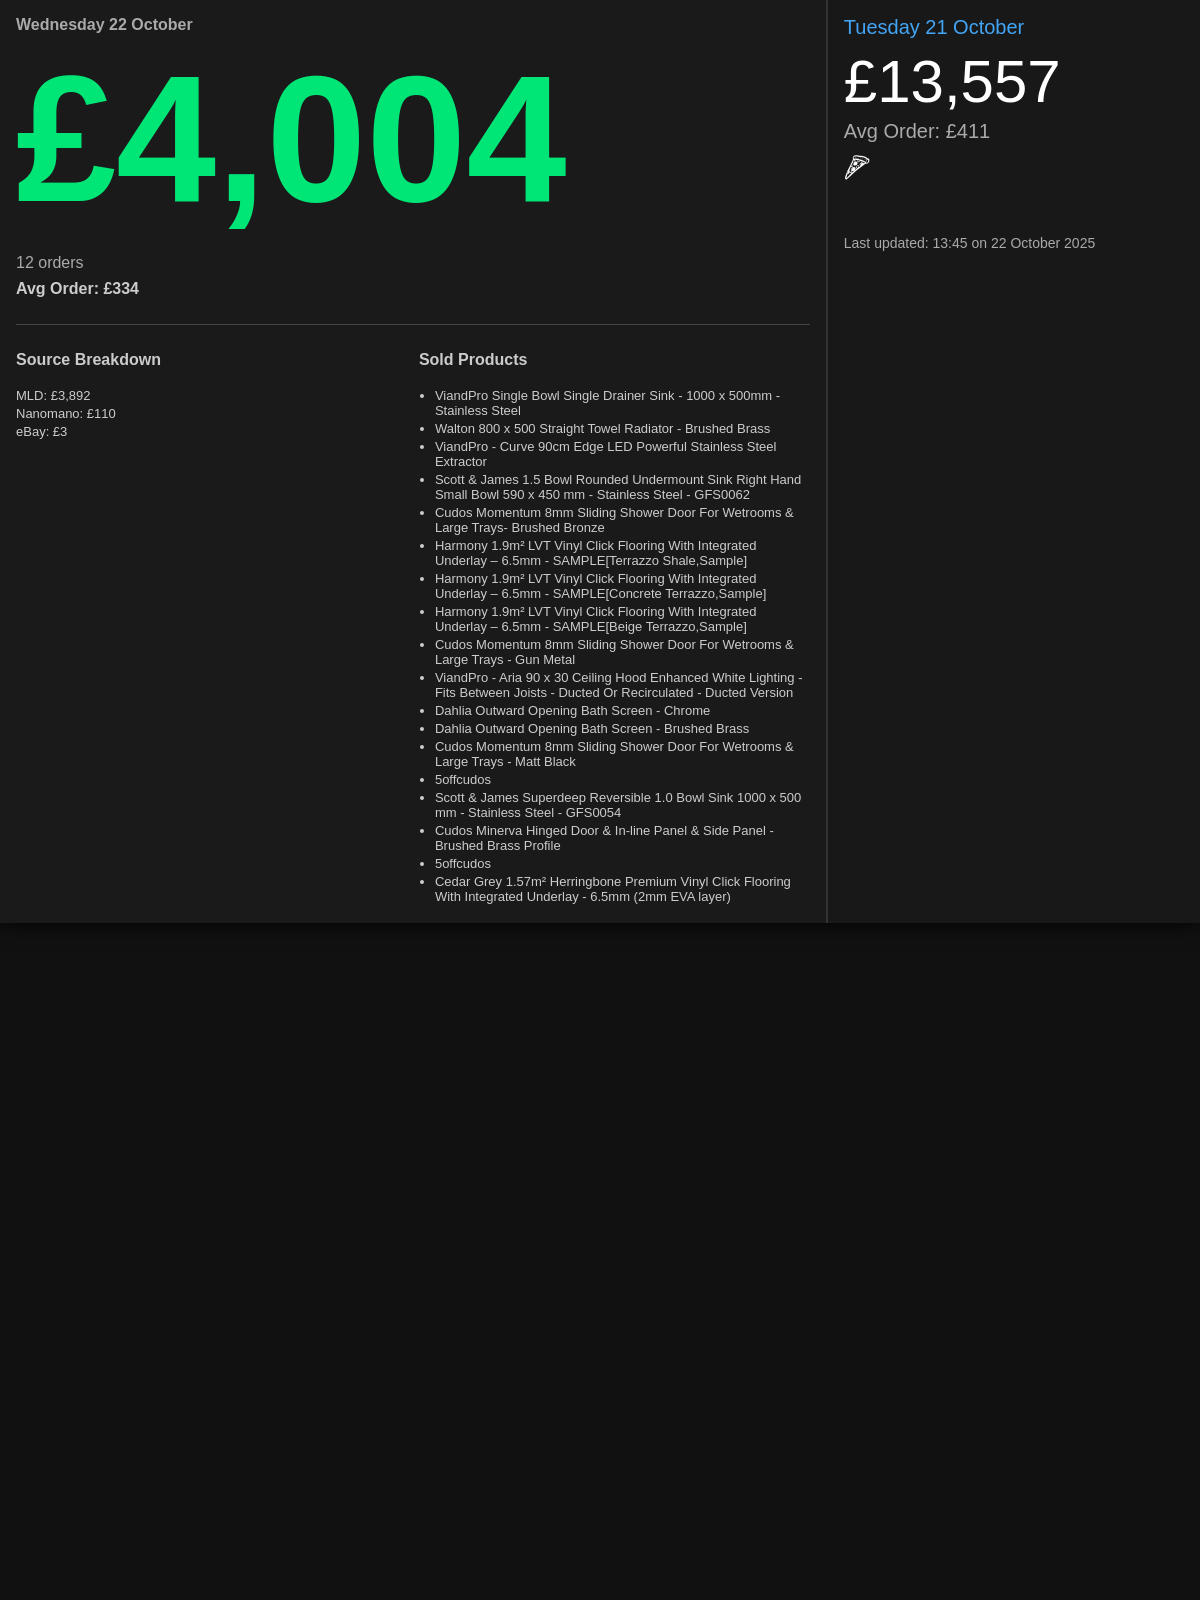 Wednesday 22 October
£4,004
12 orders
Avg Order: £334
Source Breakdown
MLD: £3,892
Nanomano: £110
eBay: £3
Sold Products
• ViandPro Single Bowl Single Drainer Sink - 1000 x 500mm -
Stainless Steel
• Walton 800 x 500 Straight Towel Radiator - Brushed Brass
• ViandPro - Curve 90cm Edge LED Powerful Stainless Steel
Extractor
• Scott & James 1.5 Bowl Rounded Undermount Sink Right Hand
Small Bowl 590 x 450 mm - Stainless Steel - GFS0062
• Cudos Momentum 8mm Sliding Shower Door For Wetrooms &
Large Trays- Brushed Bronze
• Harmony 1.9m² LVT Vinyl Click Flooring With Integrated
Underlay – 6.5mm - SAMPLE[Terrazzo Shale,Sample]
• Harmony 1.9m² LVT Vinyl Click Flooring With Integrated
Underlay – 6.5mm - SAMPLE[Concrete Terrazzo,Sample]
• Harmony 1.9m² LVT Vinyl Click Flooring With Integrated
Underlay – 6.5mm - SAMPLE[Beige Terrazzo,Sample]
• Cudos Momentum 8mm Sliding Shower Door For Wetrooms &
Large Trays - Gun Metal
• ViandPro - Aria 90 x 30 Ceiling Hood Enhanced White Lighting -
Fits Between Joists - Ducted Or Recirculated - Ducted Version
• Dahlia Outward Opening Bath Screen - Chrome
• Dahlia Outward Opening Bath Screen - Brushed Brass
• Cudos Momentum 8mm Sliding Shower Door For Wetrooms &
Large Trays - Matt Black
• 5offcudos
• Scott & James Superdeep Reversible 1.0 Bowl Sink 1000 x 500
mm - Stainless Steel - GFS0054
• Cudos Minerva Hinged Door & In-line Panel & Side Panel -
Brushed Brass Profile
• 5offcudos
• Cedar Grey 1.57m² Herringbone Premium Vinyl Click Flooring
With Integrated Underlay - 6.5mm (2mm EVA layer)
Tuesday 21 October
£13,557
Avg Order: £411
Last updated: 13:45 on 22 October 2025